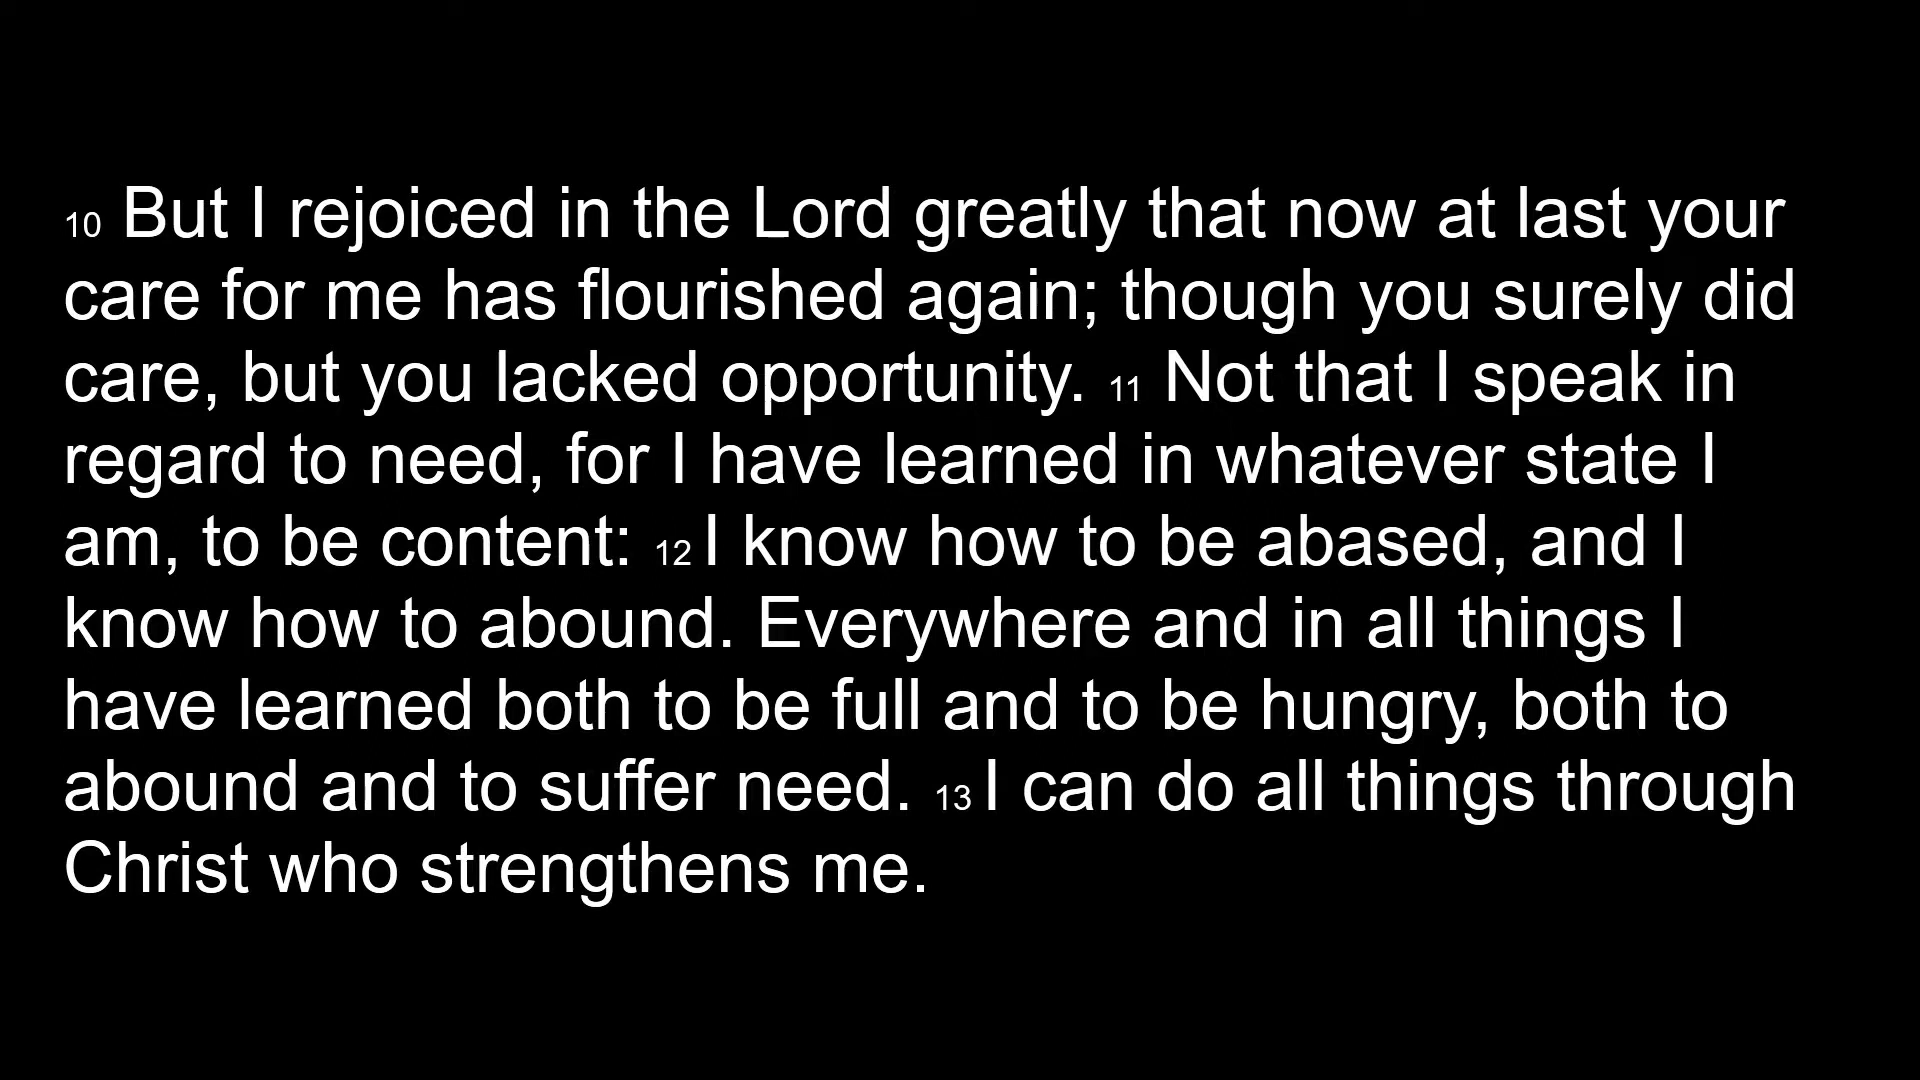 10 But I rejoiced in the Lord greatly that now at last your
care for me has flourished again; though you surely did
care, but you lacked opportunity. 11 Not that I speak in
regard to need, for I have learned in whatever state I
am, to be content: 12 I know how to be abased, and I
know how to abound. Everywhere and in all things I
have learned both to be full and to be hungry, both to
abound and to suffer need. 13 I can do all things through
Christ who strengthens me.